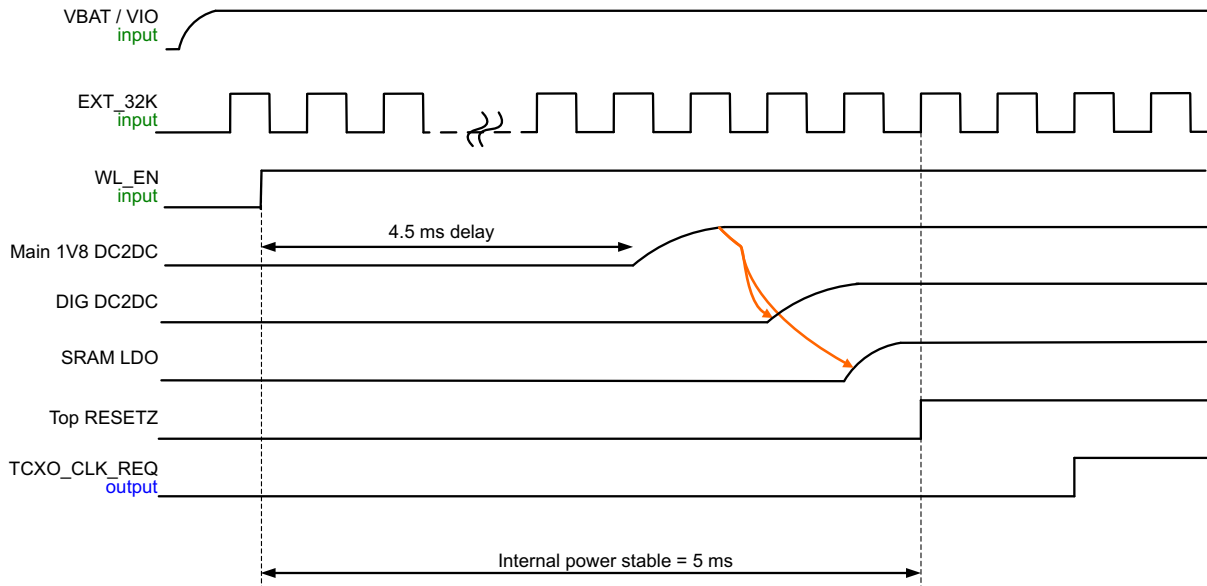 VBAT / VIO
input
EXT_32K
input
WL_EN
input
4.5 ms delay
Main 1V8 DC2DC
DIG DC2DC
SRAM LDO
Top RESETZ
TCXO_CLK_REQ
output
Internal power stable = 5 ms